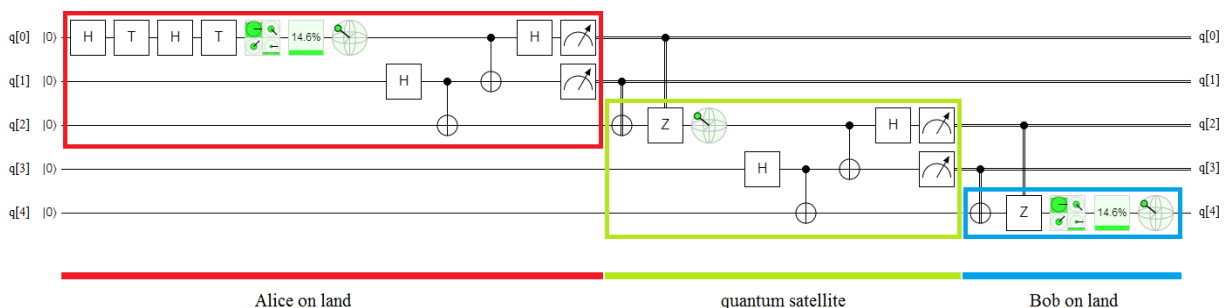 q[0] |0⟩ H T H T 14.6% H q[0]
q[1] |0⟩ H q[1]
q[2] |0⟩ Z H q[2]
q[3] |0⟩ H q[3]
q[4] |0⟩ Z 14.6% q[4]
Alice on land quantum satellite Bob on land